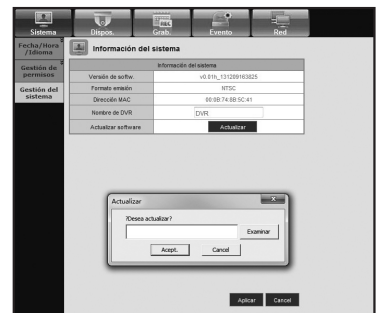 Sistema
Dispos.
REC
Grab.
Evento
Red
Fecha/Hora
/Idioma
Gestión de
permisos
Gestión del
sistema
Información del sistema
Información del sistema
Versión de softw. v0.01h_131209163825
Formato emisión NTSC
Dirección MAC 00:0B:74:8B:5C:41
Nombre de DVR DVR
Actualizar software Actualizar
Actualizar
x
?Desea actualizar?
Examinar
Acept. Cancel
Aplicar Cancel